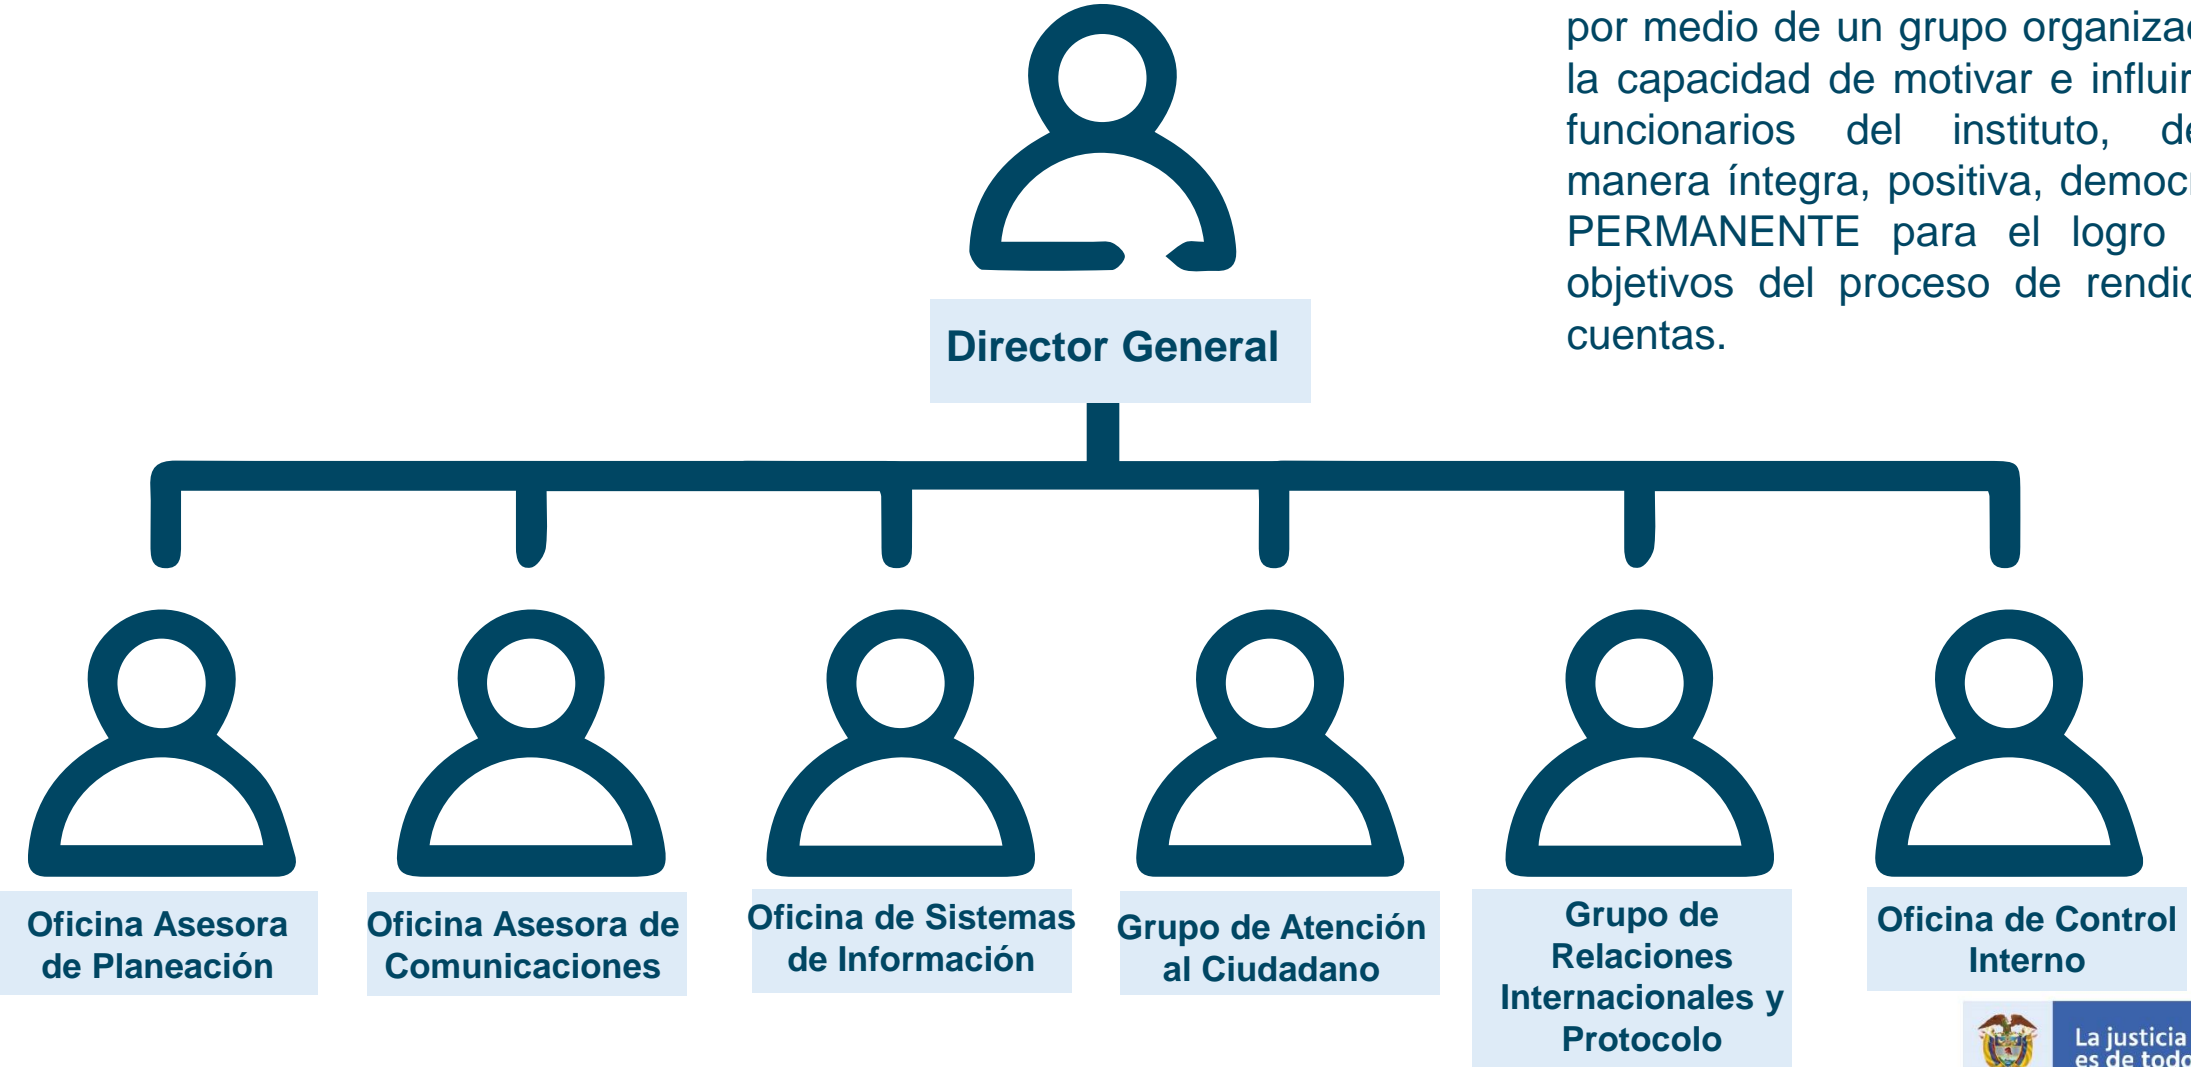 por medio de un grupo
la capacidad de motivar e influir
funcionarios del instituto,
manera íntegra, positiva,
PERMANENTE para el logro
objetivos del proceso de
cuentas.
Director General
Oficina Asesora
de Planeación
Oficina Asesora de
Comunicaciones
Oficina de Sistemas
de Información
Grupo de Atención
al Ciudadano
Grupo de
Relaciones
Internacionales y
Protocolo
Oficina de Control
Interno
La justicia
es de